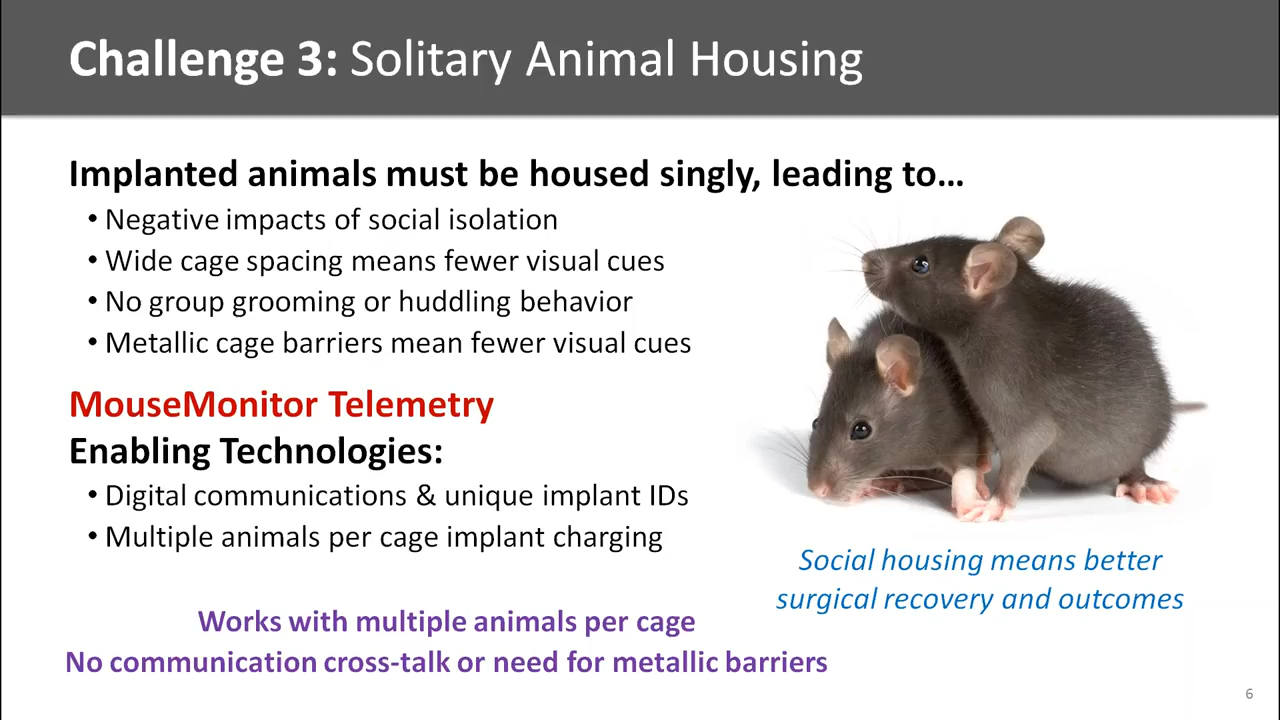 Challenge 3: Solitary Animal Housing
Implanted animals must be housed singly, leading to…
• Negative impacts of social isolation
• Wide cage spacing means fewer visual cues
• No group grooming or huddling behavior
• Metallic cage barriers mean fewer visual cues
MouseMonitor Telemetry
Enabling Technologies:
• Digital communications & unique implant IDs
• Multiple animals per cage implant charging
Social housing means better
surgical recovery and outcomes
Works with multiple animals per cage
No communication cross-talk or need for metallic barriers
6